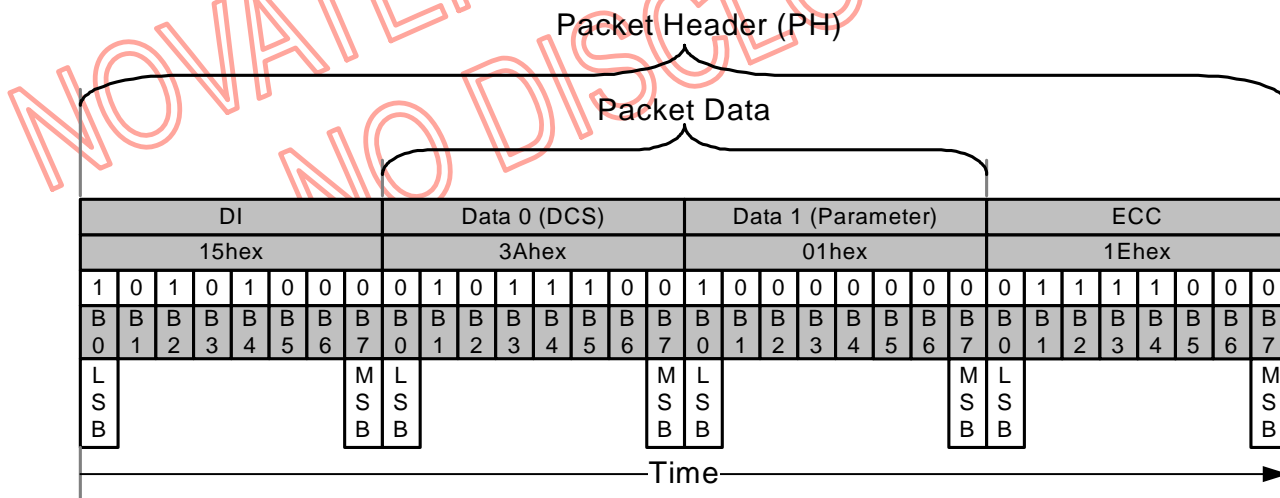 NOVATE
NO DISCLO
Packet Header (PH)
Packet Data
DI Data 0 (DCS) Data 1 (Parameter) ECC
15hex 3Ahex 01hex 1Ehex
1 0 1 0 1 0 0 0 0 1 0 1 1 1 0 0 1 0 0 0 0 0 0 0 0 1 1 1 1 0 0 0
B B B B B B B B B B B B B B B B B B B B B B B B B B B B B B B B
0 1 2 3 4 5 6 7 0 1 2 3 4 5 6 7 0 1 2 3 4 5 6 7 0 1 2 3 4 5 6 7
L M L M L M L M
S S S S S S S S
B B B B B B B B
Time